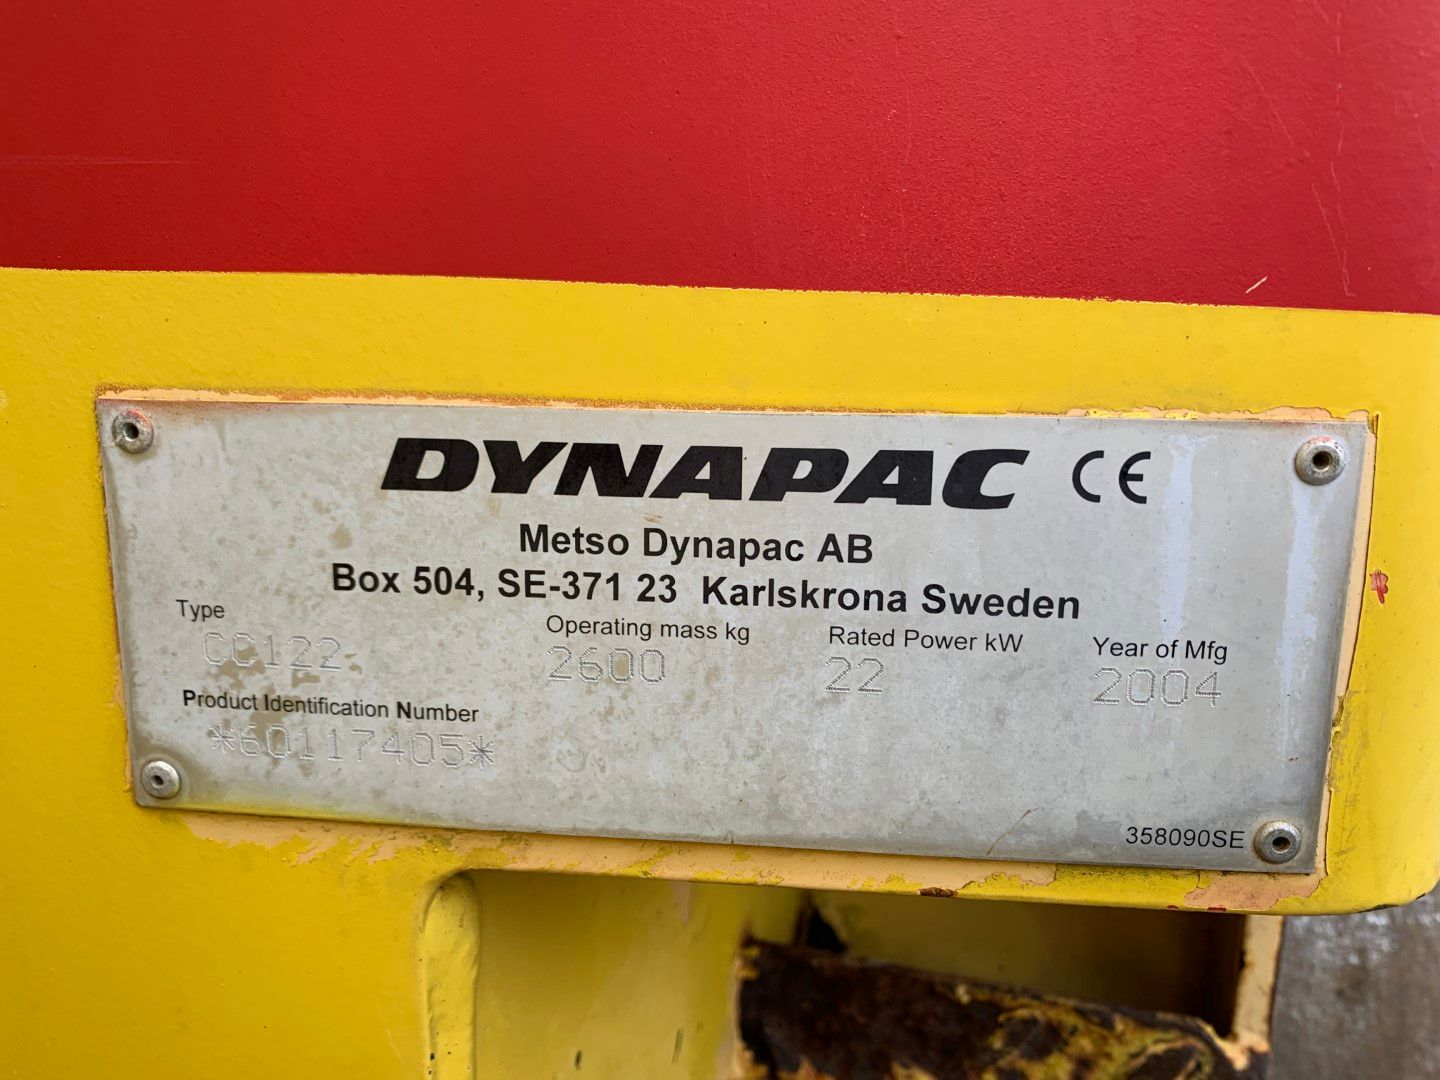 DYNAPAC CE
Metso Dynapac AB
Box 504, SE-371 23 Karlskrona Sweden
Type Operating mass kg Rated Power kW Year of Mfg
CC122 2600 22 2004
Product Identification Number
*60117405*
358090SE